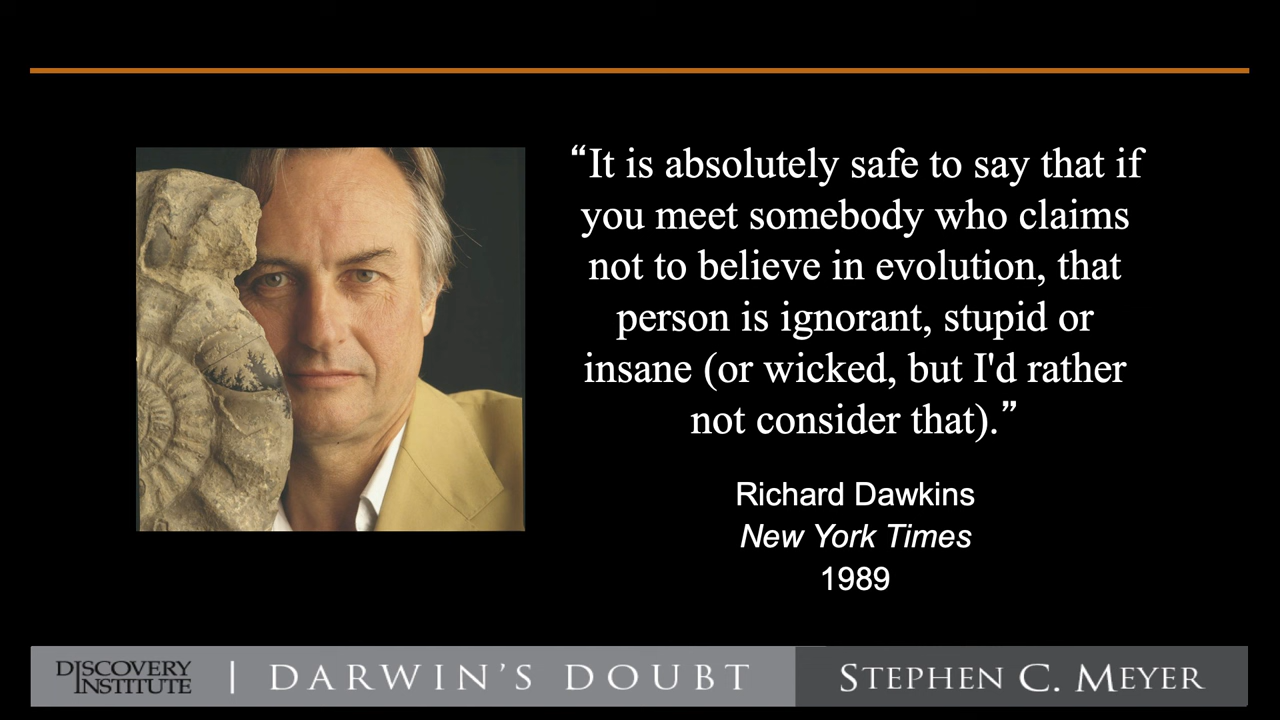 “It is absolutely safe to say that if
you meet somebody who claims
not to believe in evolution, that
person is ignorant, stupid or
insane (or wicked, but I'd rather
not consider that).”
Richard Dawkins
New York Times
1989
DISCOVERY
INSTITUTE | DARWIN’S DOUBT STEPHEN C. MEYER